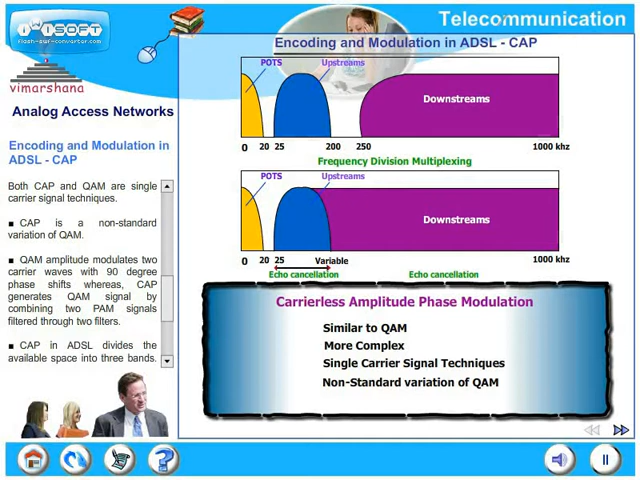 iWiSOFT
flash-swf-converter.com
Telecommunication
vimarshana
Analog Access Networks
Encoding and Modulation in
ADSL - CAP
Both CAP and QAM are single
carrier signal techniques.
■ CAP is a non-standard
variation of QAM.
■ QAM amplitude modulates two
carrier waves with 90 degree
phase shifts whereas, CAP
generates QAM signal by
combining two PAM signals
filtered through two filters.
■ CAP in ADSL divides the
available space into three bands.
Encoding and Modulation in ADSL - CAP
POTS Upstreams
Downstreams
0 20 25 200 250 1000 khz
Frequency Division Multiplexing
POTS Upstreams
Downstreams
0 20 25 Variable 1000 khz
Echo cancellation Echo cancellation
Carrierless Amplitude Phase Modulation
Similar to QAM
More Complex
Single Carrier Signal Techniques
Non-Standard variation of QAM